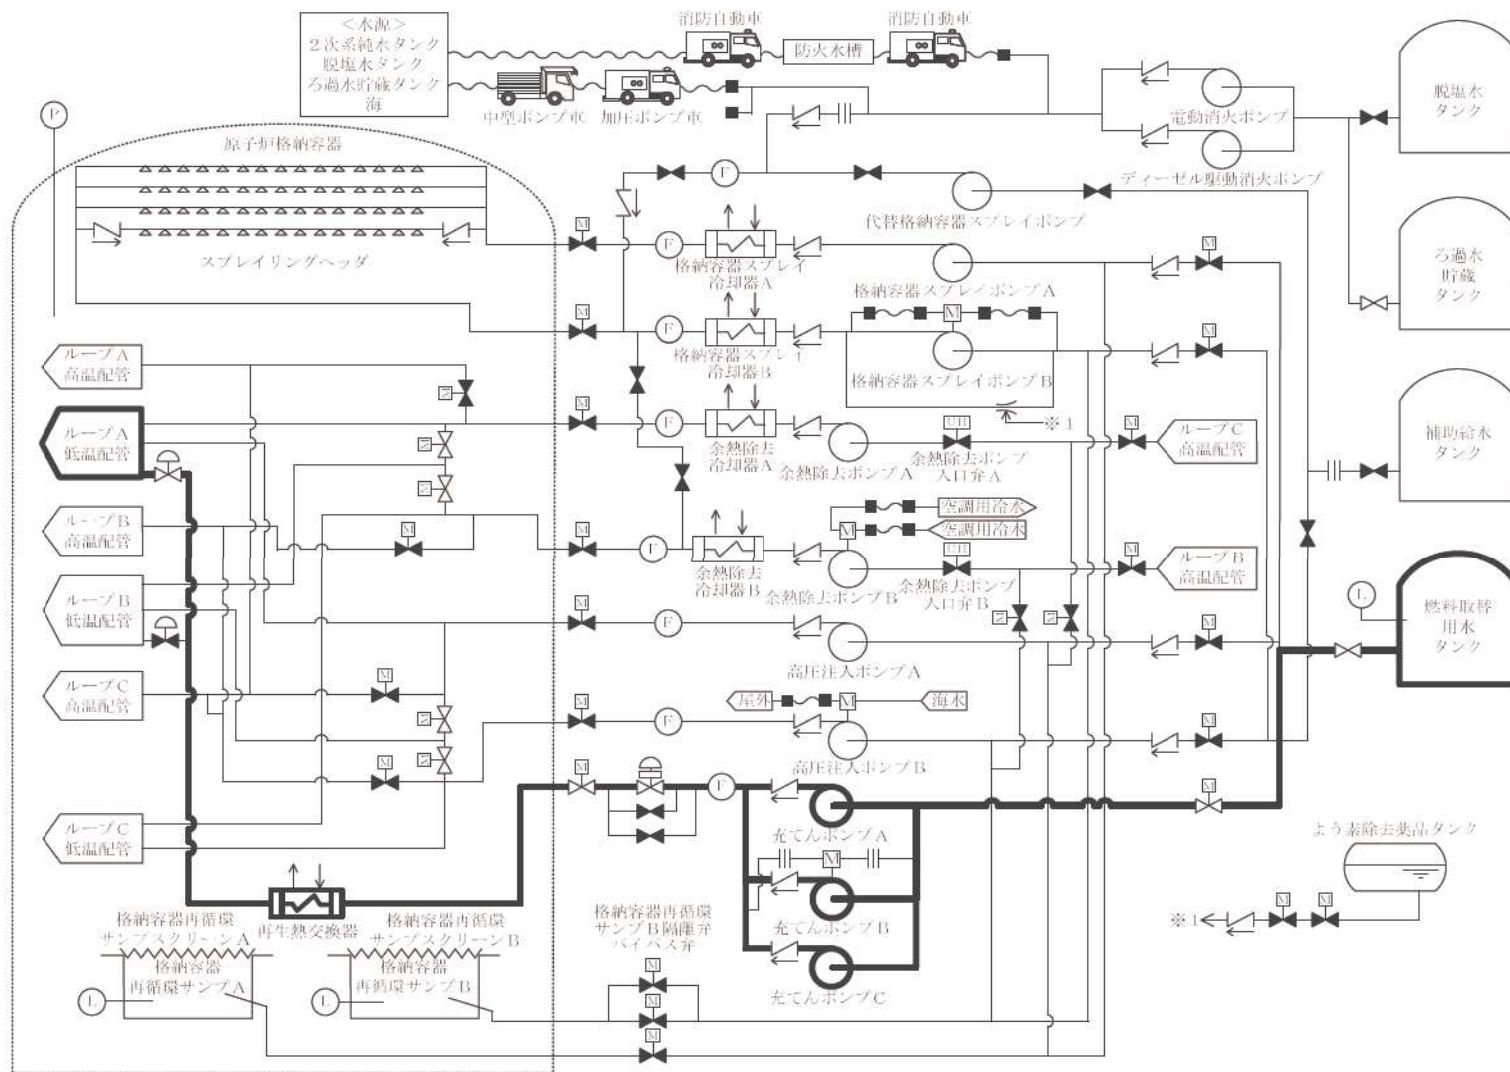 <水源>
2次系純水タンク
脱塩水タンク
ろ過水貯蔵タンク
海
消防自動車
防火水槽
消防自動車
中型ポンプ車
加圧ポンプ車
電動消火ポンプ
ディーゼル駆動消火ポンプ
脱塩水
タンク
P
原子炉格納容器
スプレイリングヘッダ
F
代替格納容器スプレイポンプ
M
F
格納容器スプレイ
冷却器A
格納容器スプレイポンプA
M
ろ過水
貯蔵
タンク
M
F
格納容器スプレイ
冷却器B
M
格納容器スプレイポンプB
M
※1
ループA
高温配管
M
ループA
低温配管
M
F
余熱除去
冷却器A
余熱除去ポンプA
余熱除去ポンプ
入口弁A
M
ループC
高温配管
補助給水
タンク
M
M
ループB
高温配管
M
M
F
余熱除去
冷却器B
M
空調用冷水
空調用冷水
余熱除去ポンプB
余熱除去ポンプ
入口弁B
M
ループB
高温配管
ループB
低温配管
M
F
高圧注入ポンプA
M
M
M
L
燃料取替
用水
タンク
ループC
高温配管
M
M
M
M
M
F
屋外
M
海水
高圧注入ポンプB
M
M
F
充てんポンプA
M
ループC
低温配管
M
充てんポンプB
充てんポンプC
よう素除去薬品タンク
※1
M
M
再生熱交換器
格納容器再循環
サンプスクリーンA
格納容器
再循環サンプA
L
格納容器再循環
サンプスクリーンB
格納容器
再循環サンプB
L
格納容器再循環
サンプB隔離弁
バイパス弁
M
M
M